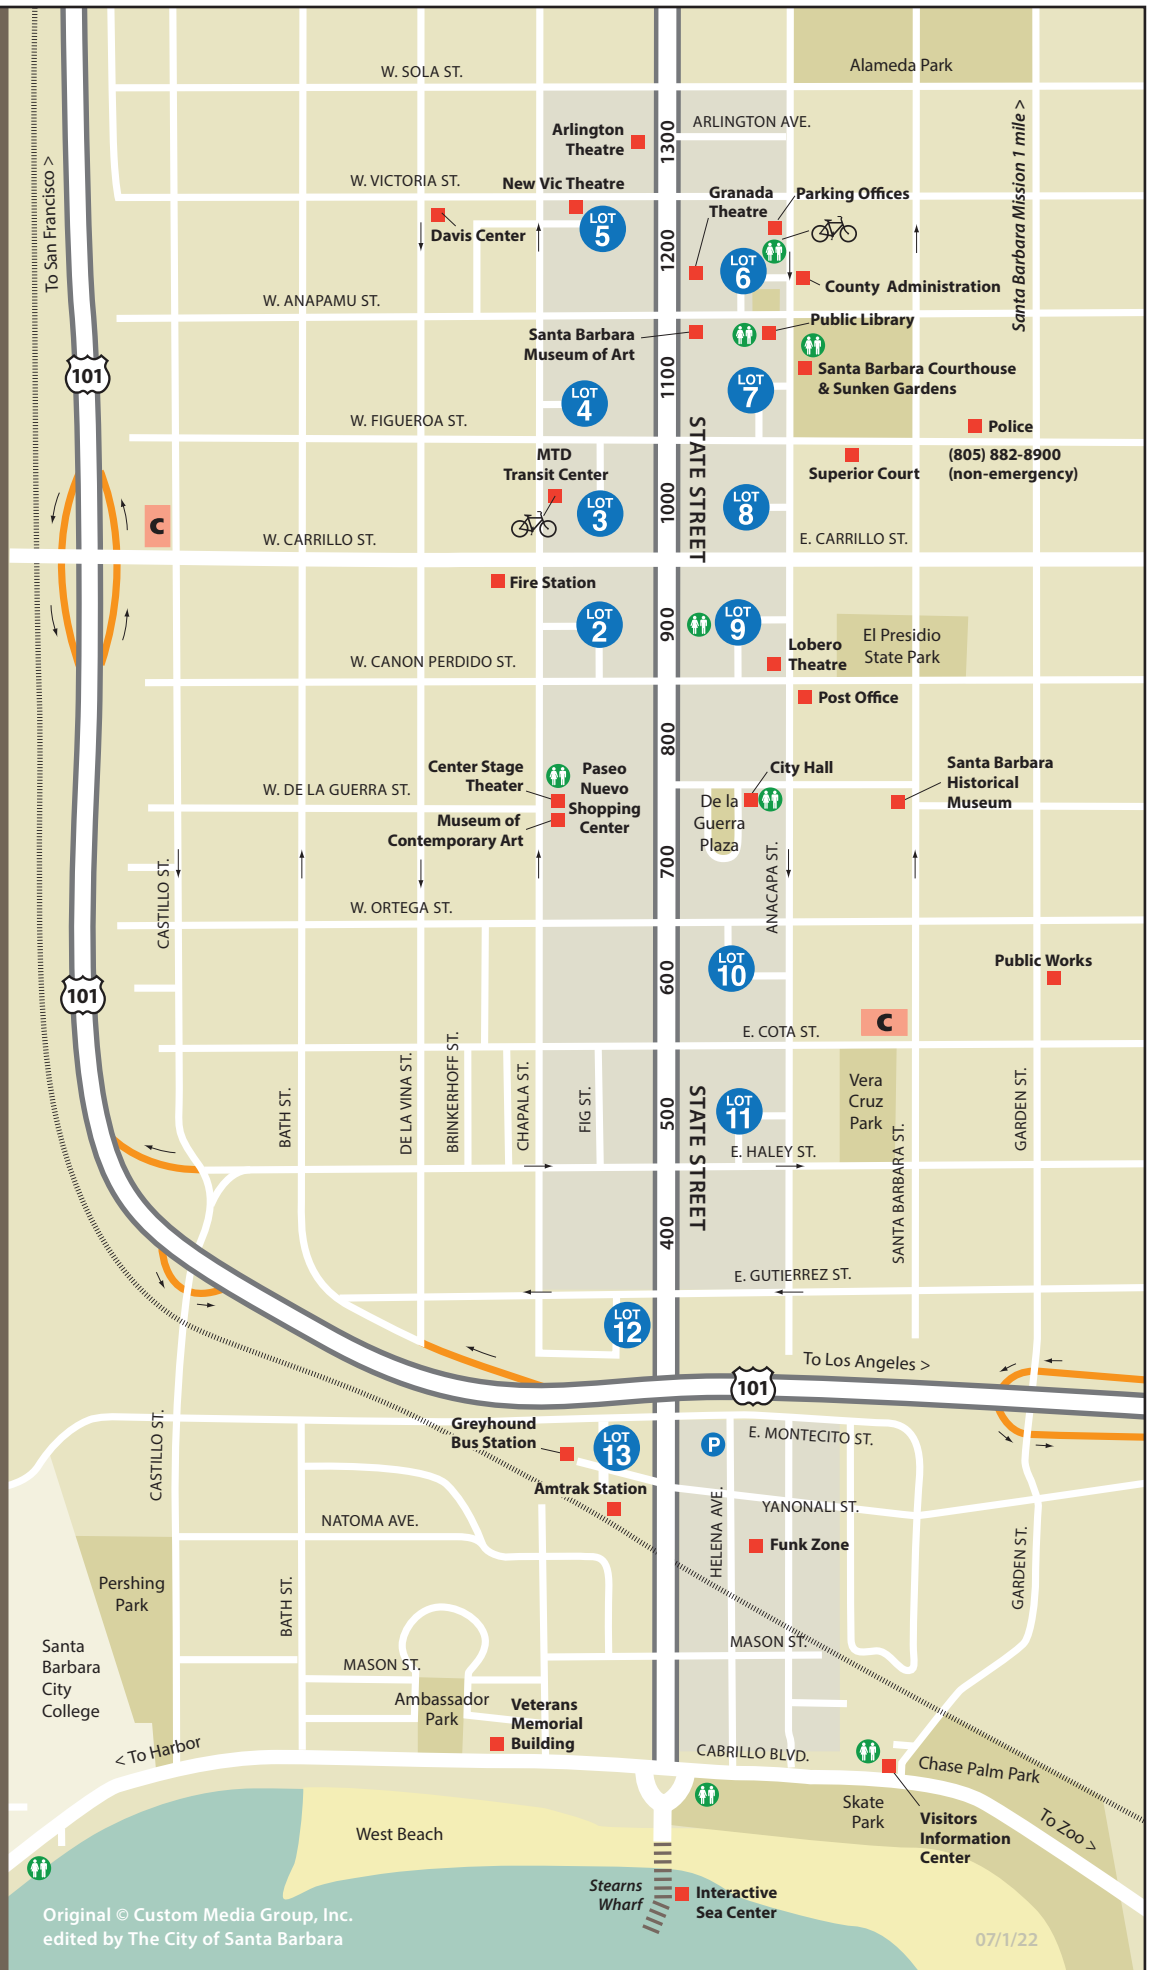 W. SOLA ST.
Alameda Park
ARLINGTON AVE.
Arlington
Theatre
1300
Santa Barbara Mission 1 mile >
To San Francisco >
W. VICTORIA ST.
New Vic Theatre
Granada
Theatre
Parking Offices
Davis Center
LOT
5
1200
LOT
6
County Administration
W. ANAPAMU ST.
Santa Barbara
Museum of Art
Public Library
101
1100
LOT
4
LOT
7
Santa Barbara Courthouse
& Sunken Gardens
W. FIGUEROA ST.
STATE STREET
Police
(805) 882-8900
(non-emergency)
MTD
Transit Center
Superior Court
C
LOT
3
1000
LOT
8
W. CARRILLO ST.
E. CARRILLO ST.
Fire Station
LOT
2
900
LOT
9
El Presidio
State Park
Lobero
Theatre
W. CANON PERDIDO ST.
Post Office
800
Center Stage
Theater
Paseo
Nuevo
Shopping
Center
City Hall
Santa Barbara
Historical
Museum
W. DE LA GUERRA ST.
De la
Guerra
Plaza
Museum of
Contemporary Art
700
CASTILLO ST.
ANACAPA ST.
W. ORTEGA ST.
LOT
10
600
Public Works
101
C
E. COTA ST.
BATH ST.
DE LA VINA ST.
BRINKERHOFF ST.
CHAPALA ST.
FIG ST.
500
STATE STREET
LOT
11
Vera
Cruz
Park
GARDEN ST.
E. HALEY ST.
SANTA BARBARA ST.
400
E. GUTIERREZ ST.
LOT
12
To Los Angeles >
101
CASTILLO ST.
Greyhound
Bus Station
LOT
13
P
E. MONTECITO ST.
Amtrak Station
YANONALI ST.
NATOMA AVE.
HELENA AVE.
Funk Zone
GARDEN ST.
Pershing
Park
BATH ST.
Santa
Barbara
City
College
MASON ST.
MASON ST.
Ambassador
Park
Veterans
Memorial
Building
< To Harbor
CABRILLO BLVD.
Chase Palm Park
Skate
Park
Visitors
Information
Center
To Zoo >
West Beach
Stearns
Wharf
Interactive
Sea Center
Original © Custom Media Group, Inc.
edited by The City of Santa Barbara
07/1/22